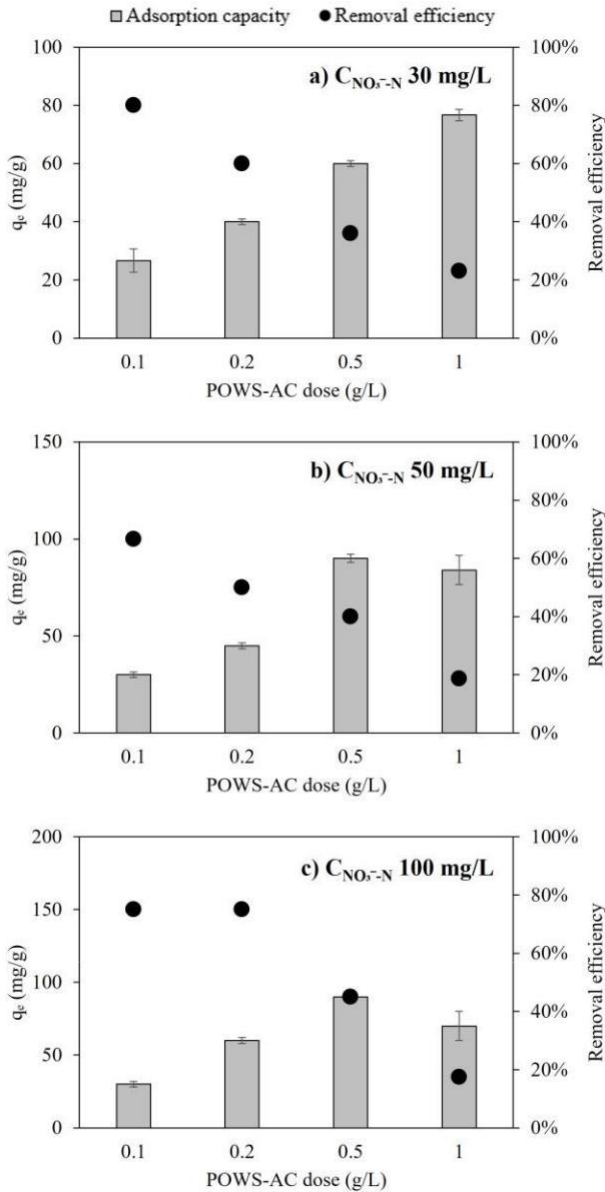 Adsorption capacity ● Removal efficiency
100 100%
a) C_NO₃⁻-N 30 mg/L
80 80%
60 60%
40 40%
20 20%
0 0%
qₑ (mg/g)
Removal efficiency
0.1 0.2 0.5 1
POWS-AC dose (g/L)
150 100%
b) C_NO₃⁻-N 50 mg/L
80%
100
60%
40%
50
20%
0 0%
qₑ (mg/g)
Removal efficiency
0.1 0.2 0.5 1
POWS-AC dose (g/L)
200 100%
c) C_NO₃⁻-N 100 mg/L
80%
150
60%
100
40%
50
20%
0 0%
qₑ (mg/g)
Removal efficiency
0.1 0.2 0.5 1
POWS-AC dose (g/L)